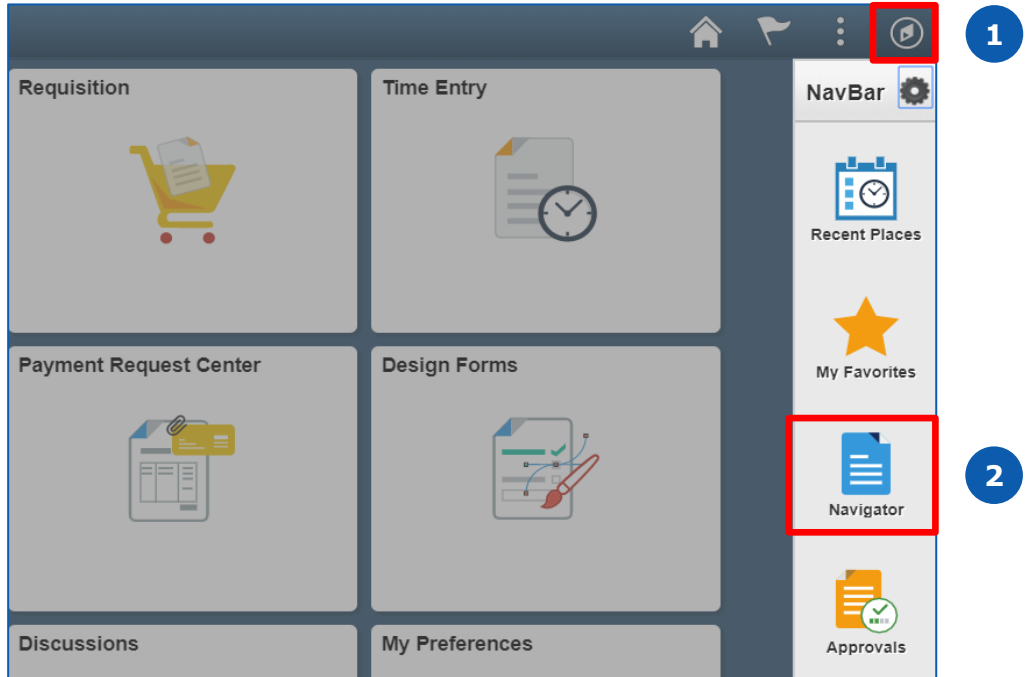 1
NavBar
Requisition
Time Entry
Recent Places
Payment Request Center
Design Forms
My Favorites
2
Navigator
Discussions
My Preferences
Approvals